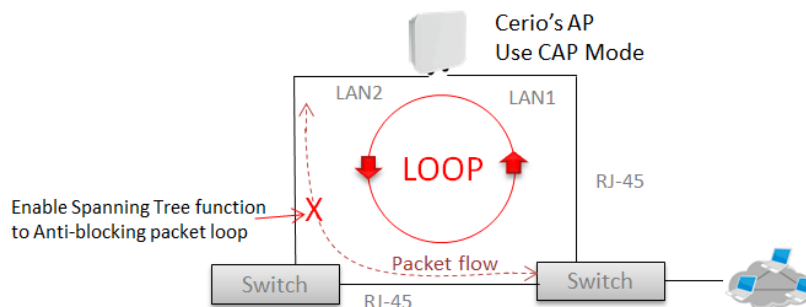 Cerio's AP
Use CAP Mode
LAN2
LAN1
LOOP
RJ-45
Enable Spanning Tree function
to Anti-blocking packet loop
X
Packet flow
Switch
Switch
RJ-45